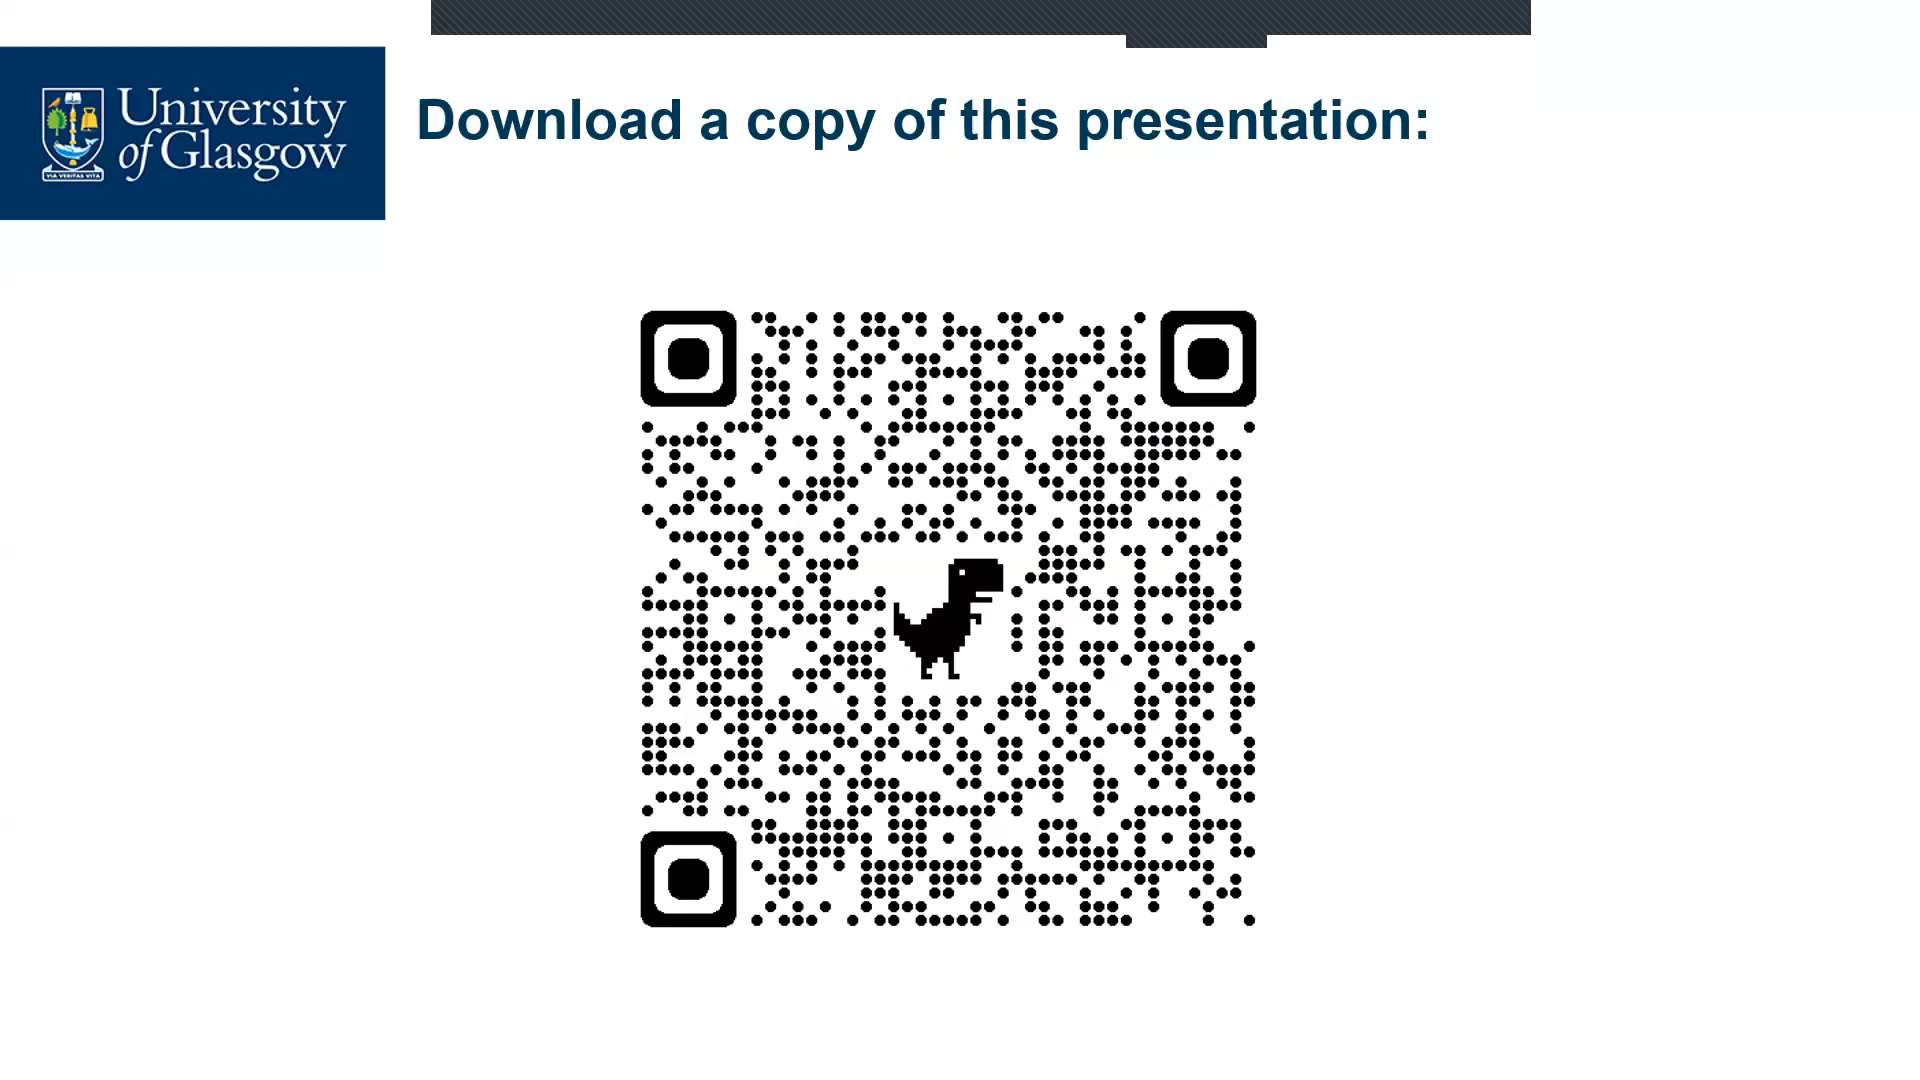 University
of Glasgow
VIA VERITAS VITA
Download a copy of this presentation: